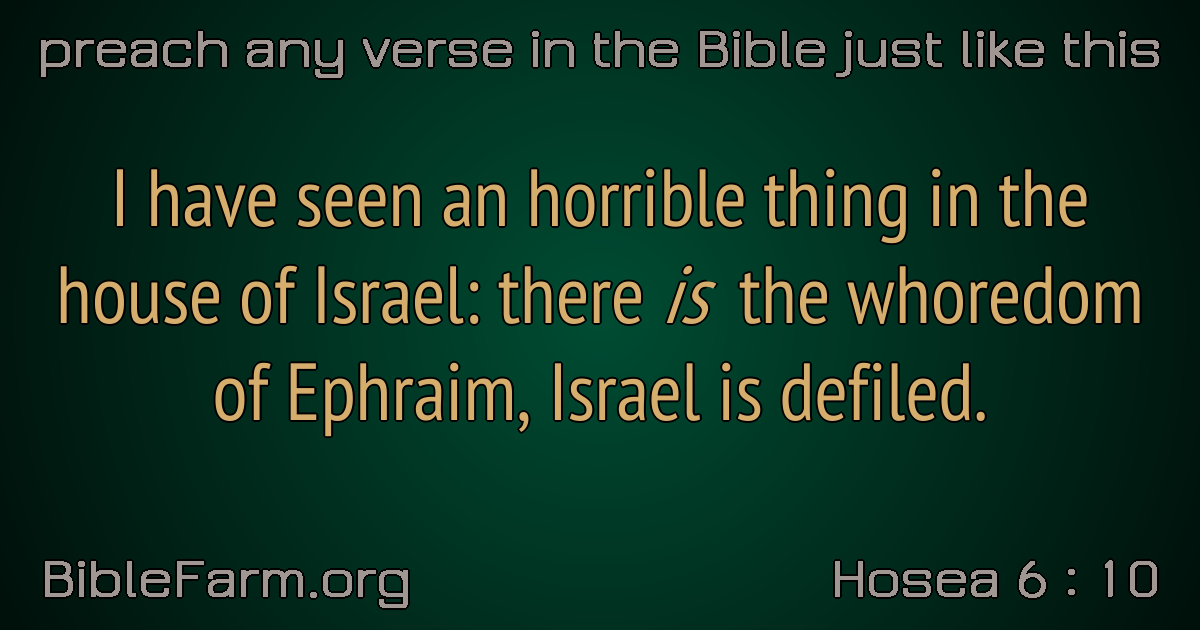 preach any verse in the Bible just like this
I have seen an horrible thing in the
house of Israel: there is the whoredom
of Ephraim, Israel is defiled.
BibleFarm.org
Hosea 6 : 10